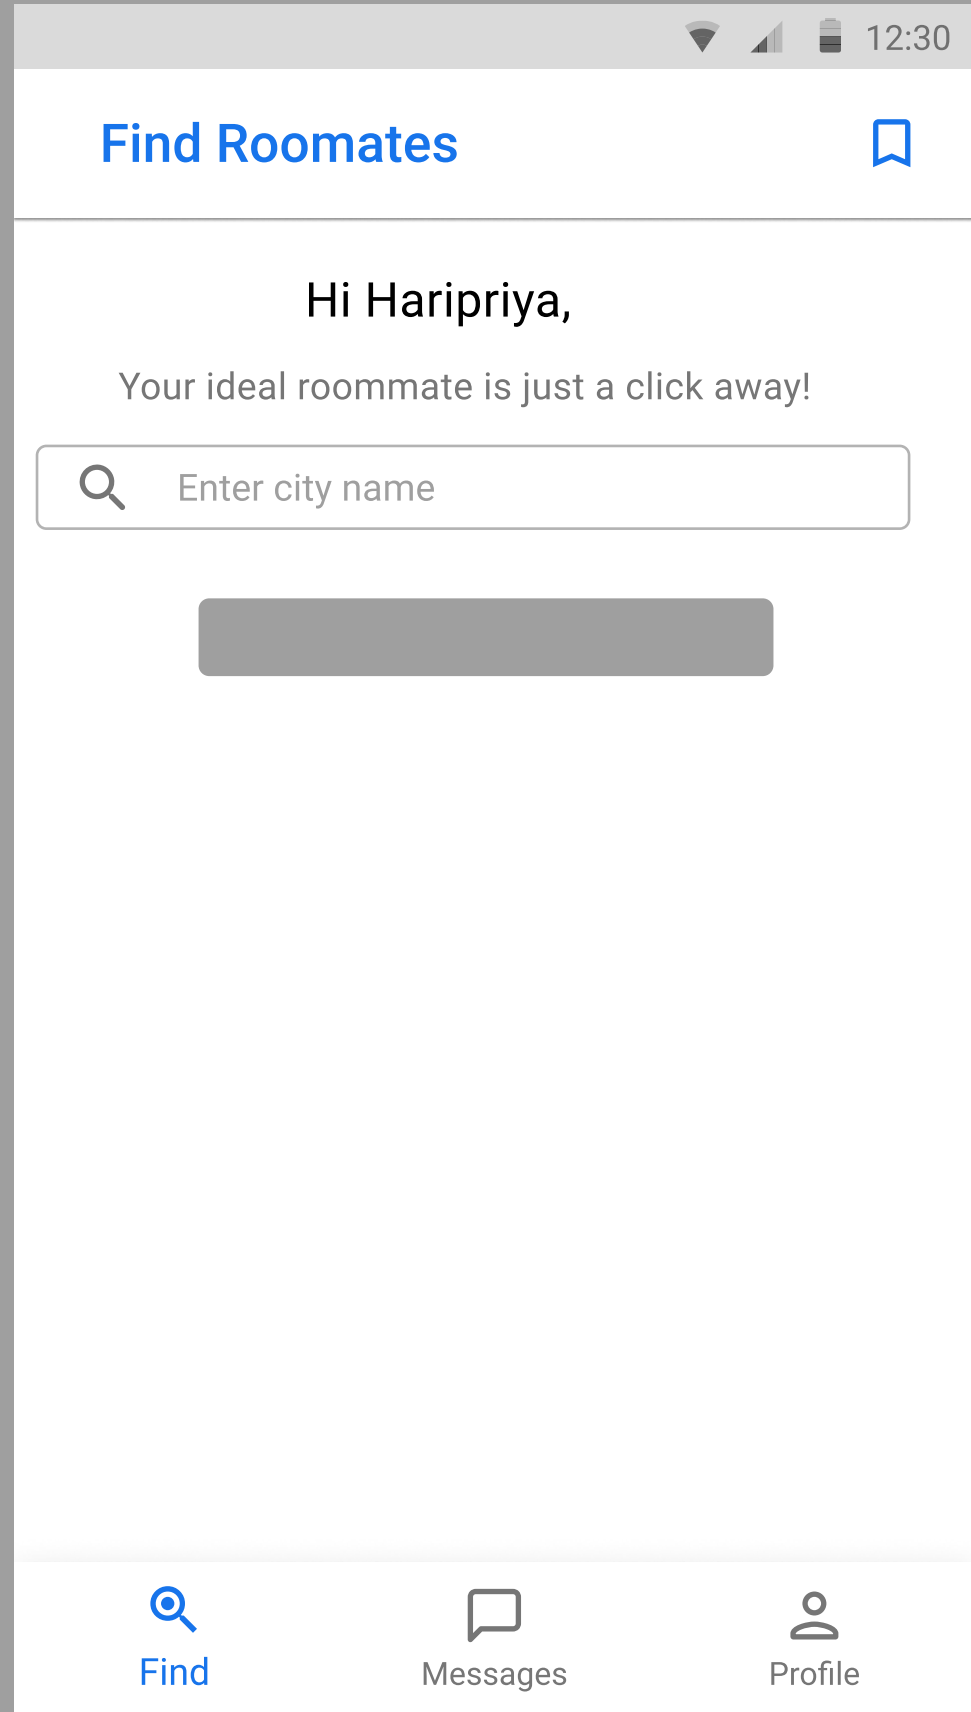 12:30
Find Roomates
Hi Haripriya,
Your ideal roommate is just a click away!
Enter city name
Find
Messages
Profile